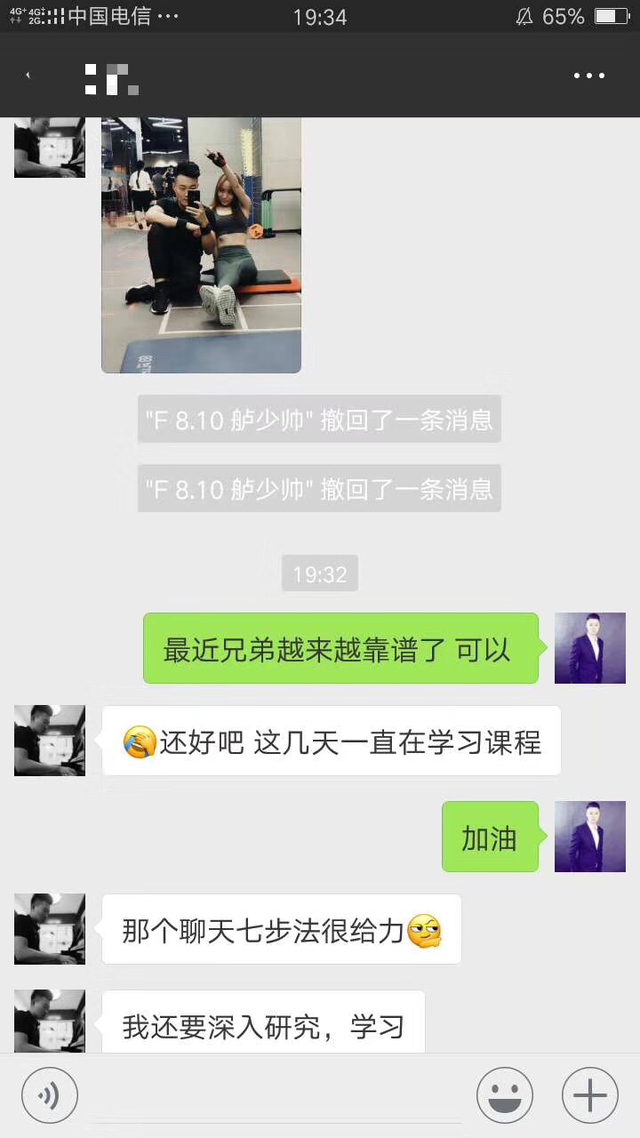 4G+ 4G+ 2G 中国电信 ••• 19:34 65%
"F 8.10 舻少帅" 撤回了一条消息
"F 8.10 舻少帅" 撤回了一条消息
19:32
最近兄弟越来越靠谱了 可以
还好吧 这几天一直在学习课程
加油
那个聊天七步法很给力
我还要深入研究，学习